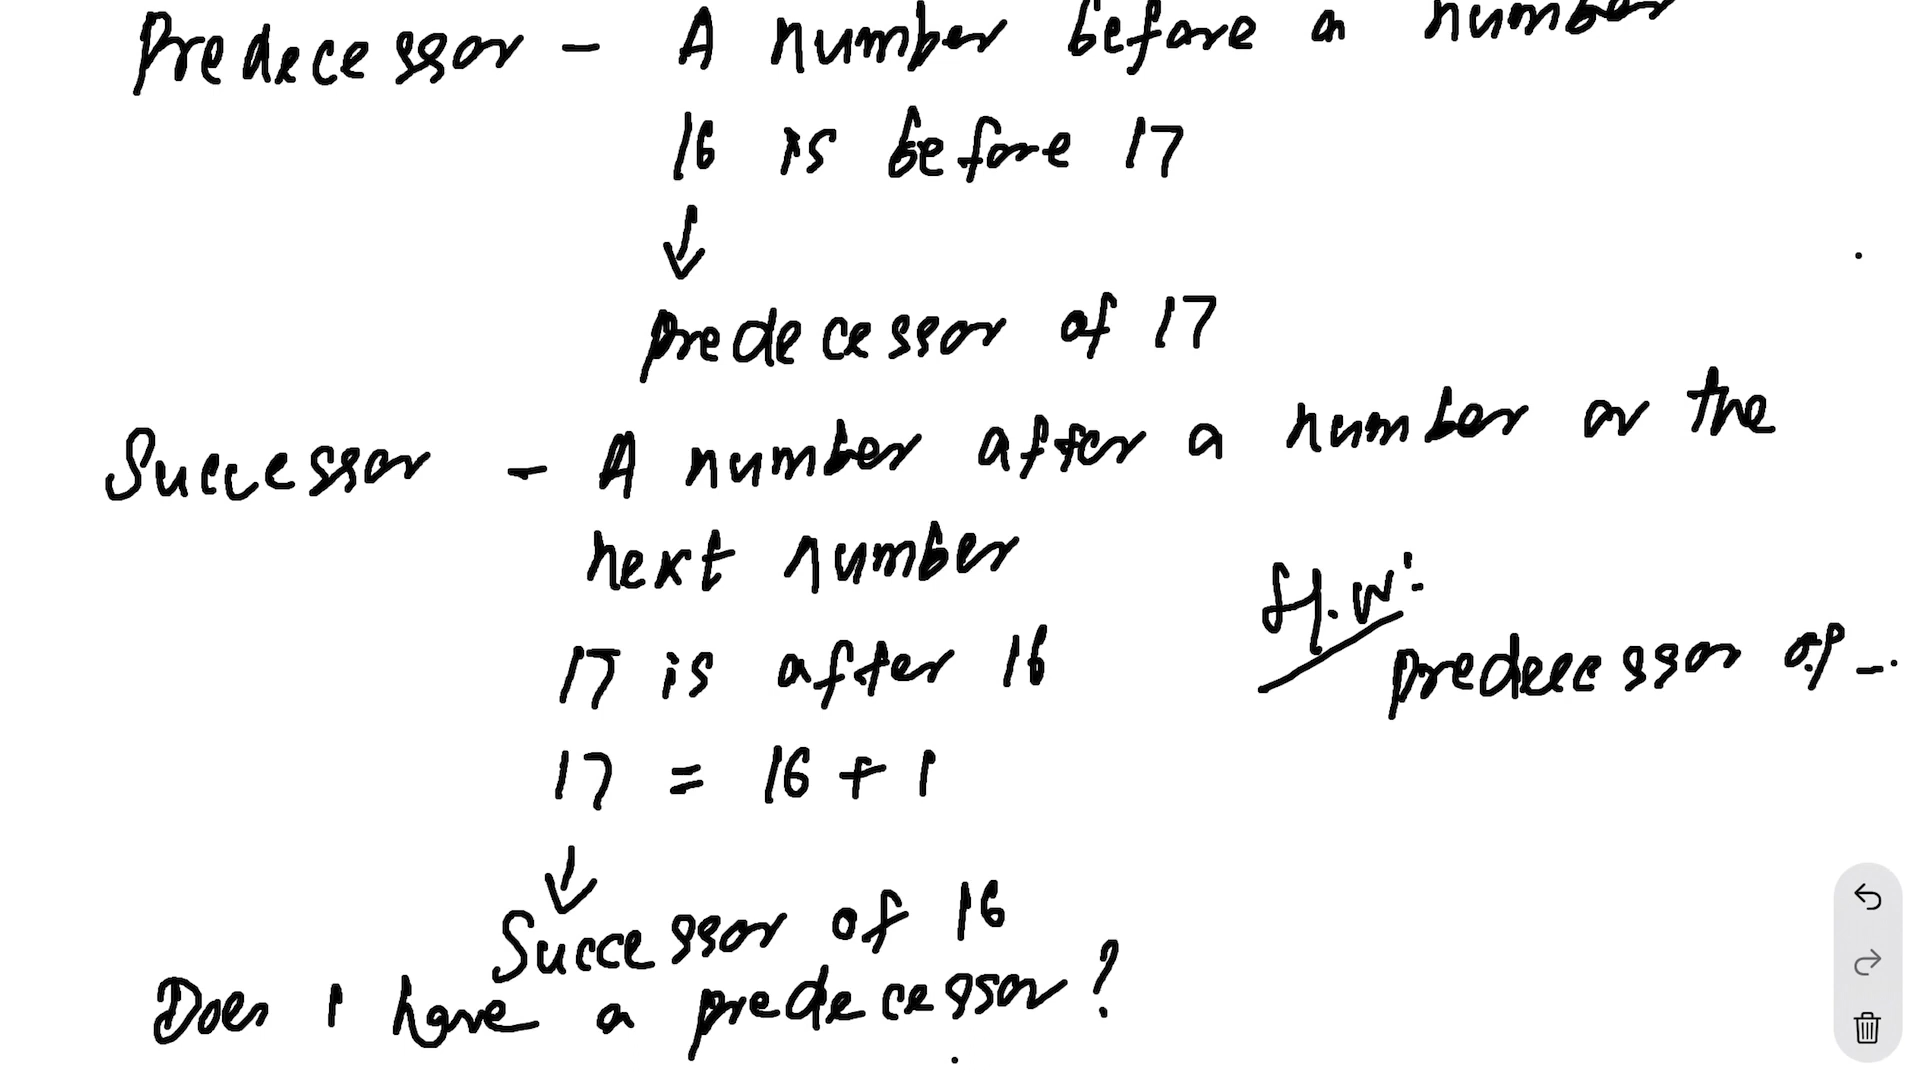 Predecessor - A number before a number
16 is before 17
↓
predecessor of 17
Successor - A number after a number or the
next number
17 is after 16
17 = 16 + 1
↓
Successor of 16
Does 1 have a predecessor?
H.W:
predecessor of -..